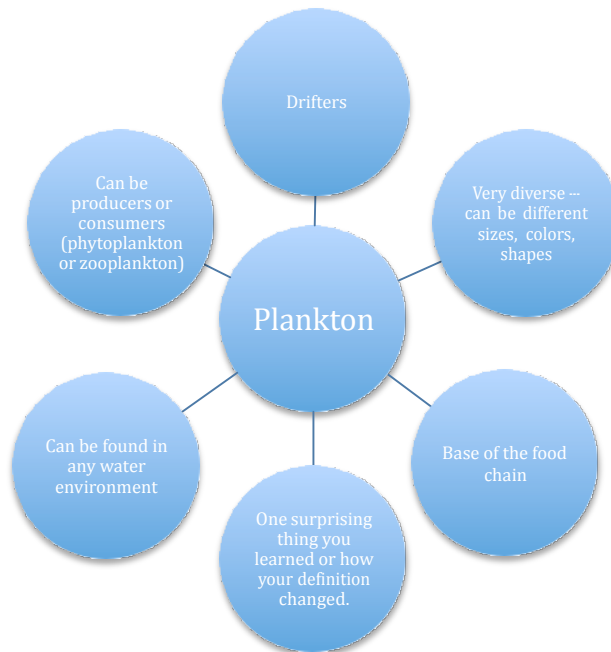 Drifters
Very diverse --
can be different
sizes, colors,
shapes
Base of the food
chain
One surprising
thing you
learned or how
your definition
changed.
Can be found in
any water
environment
Can be
producers or
consumers
(phytoplankton
or zooplankton)
Plankton